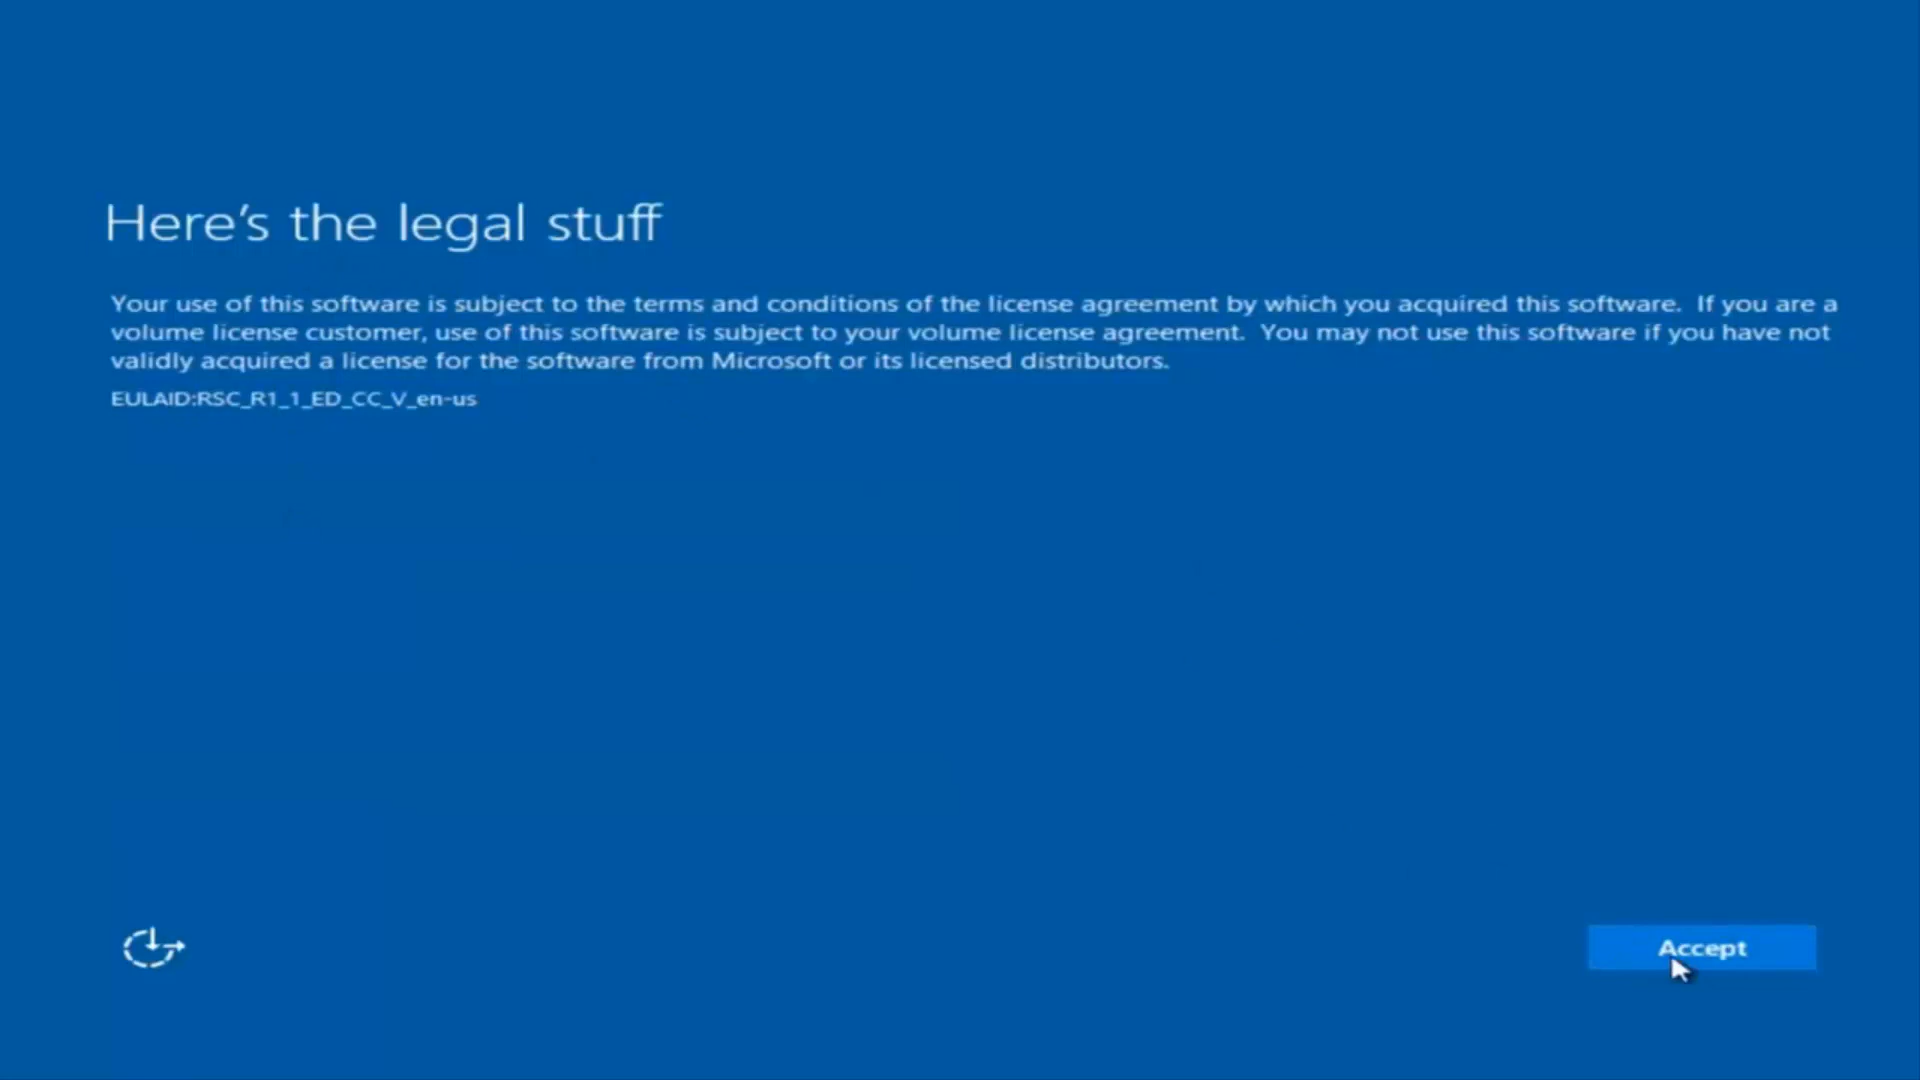 Here's the legal stuff
Your use of this software is subject to the terms and conditions of the license agreement by which you acquired this software.  If you are a
volume license customer, use of this software is subject to your volume license agreement.  You may not use this software if you have not
validly acquired a license for the software from Microsoft or its licensed distributors.
EULAID:RSC_R1_1_ED_CC_V_en-us
Accept